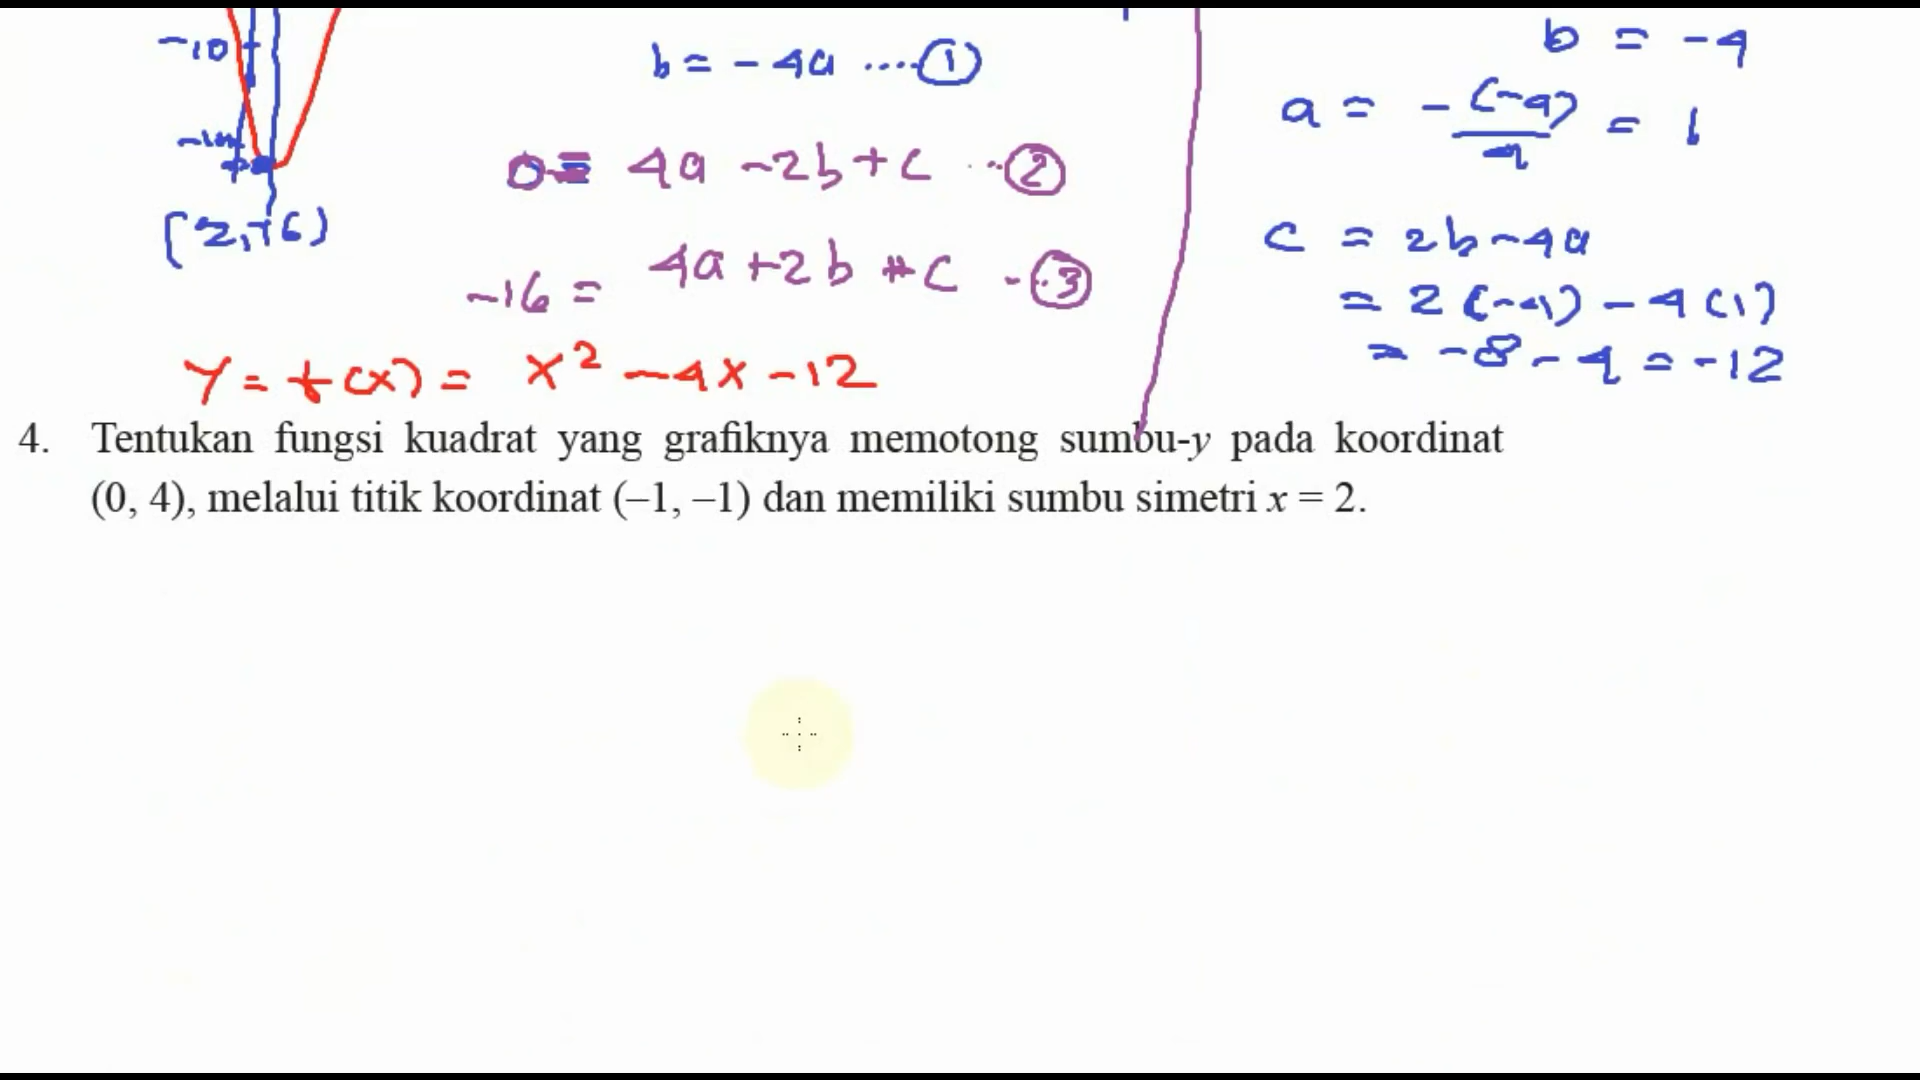 -10
b = -4a ....①
b = -4
a = - (-4)/4 = 1
0 = 4a -2b+c ..②
(2,-16)
c = 2b-4a
-16 = 4a+2b+c -..③
= 2(-4) - 4(1)
= -8 - 4 = -12
y = f(x) = x² -4x -12
4. Tentukan fungsi kuadrat yang grafiknya memotong sumbu-y pada koordinat
(0, 4), melalui titik koordinat (–1, –1) dan memiliki sumbu simetri x = 2.